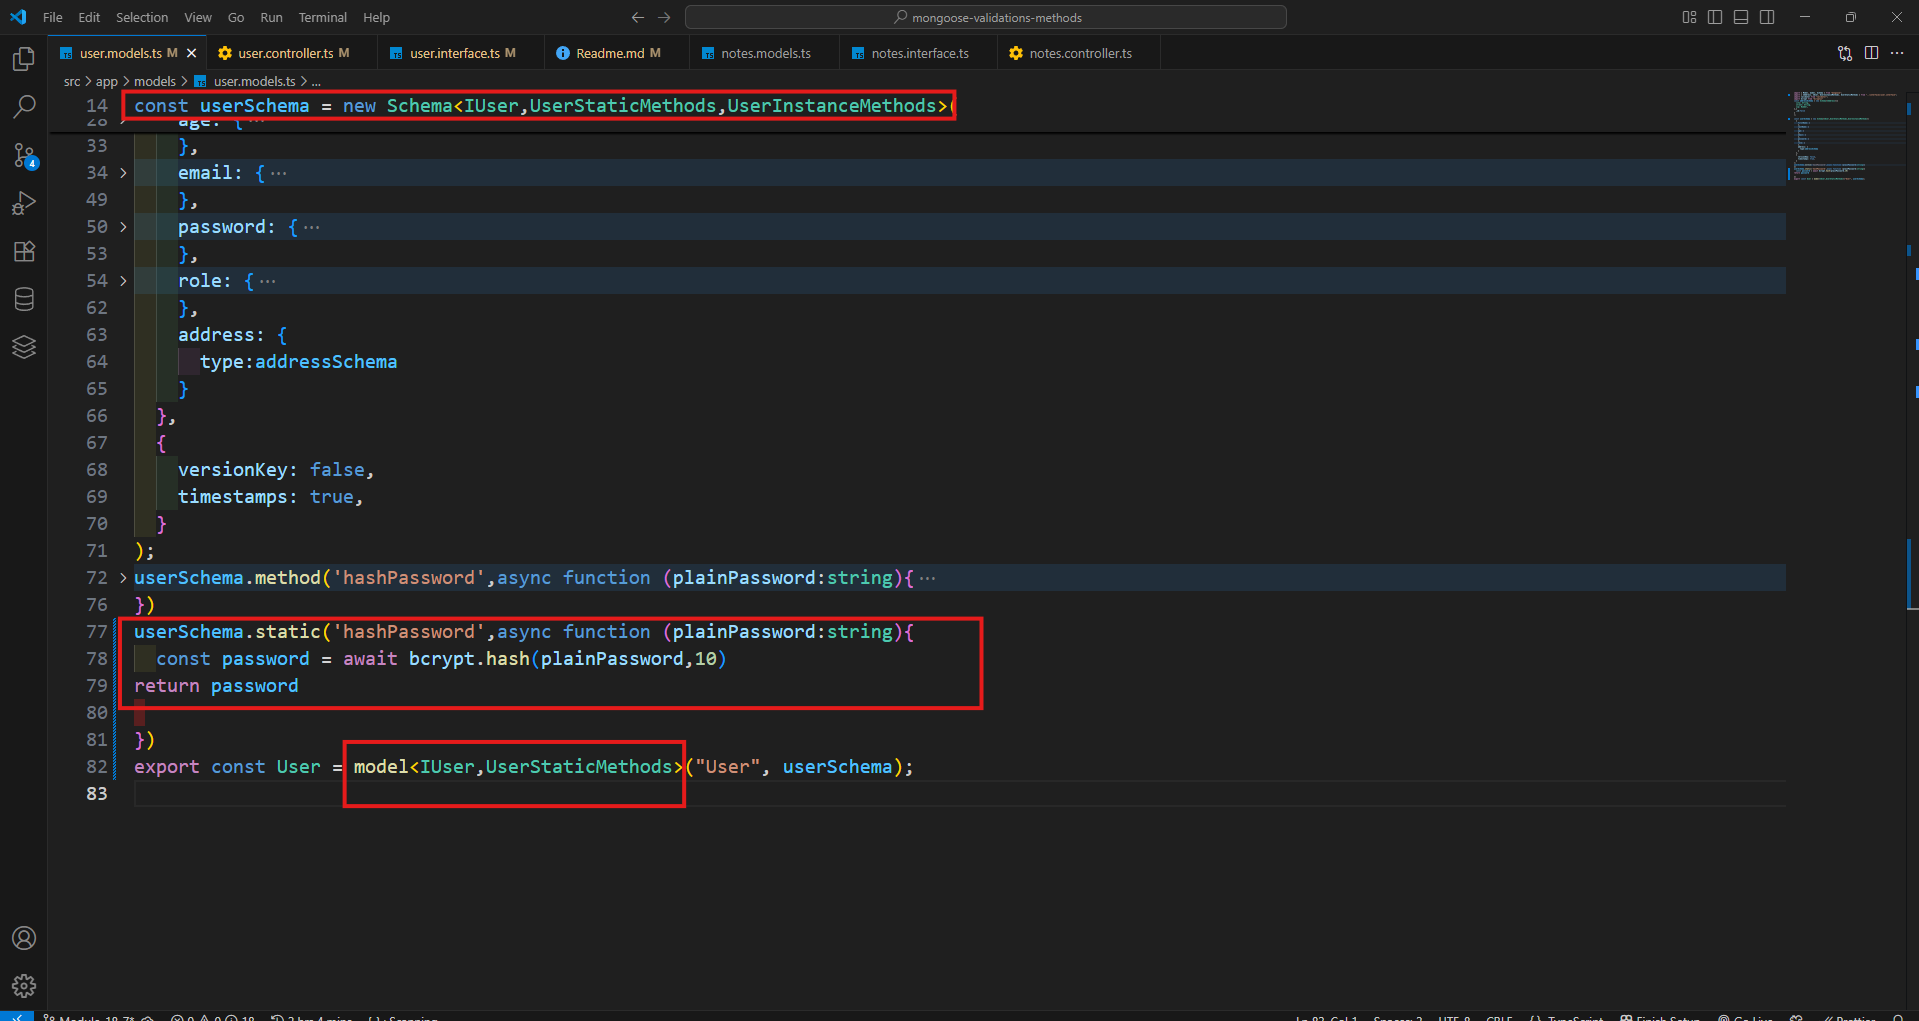 File Edit Selection View Go Run Terminal Help
mongoose-validations-methods
user.models.ts M
user.controller.ts M
user.interface.ts M
Readme.md M
notes.models.ts
notes.interface.ts
notes.controller.ts
src > app > models > user.models.ts > ...
14 const userSchema = new Schema<IUser,UserStaticMethods,UserInstanceMethods>(
28 age: {···
33 },
34 email: {···
49 },
50 password: {···
53 },
54 role: {···
62 },
63 address: {
64 type:addressSchema
65 }
66 },
67 {
68 versionKey: false,
69 timestamps: true,
70 }
71 );
72 userSchema.method('hashPassword',async function (plainPassword:string){···
76 })
77 userSchema.static('hashPassword',async function (plainPassword:string){
78 const password = await bcrypt.hash(plainPassword,10)
79 return password
80
81 })
82 export const User = model<IUser,UserStaticMethods>("User", userSchema);
83
4